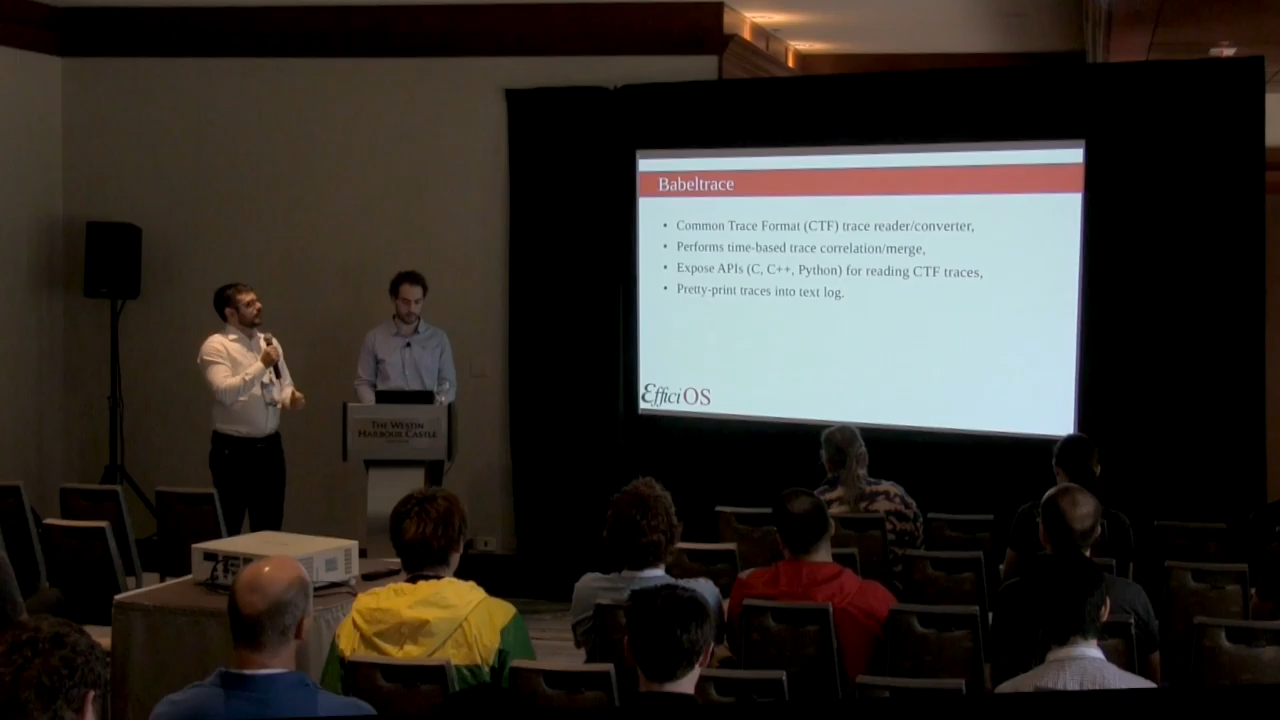 Babeltrace
• Common Trace Format (CTF) trace reader/converter,
• Performs time-based trace correlation/merge,
• Expose APIs (C, C++, Python) for reading CTF traces,
• Pretty-print traces into text log.
EfficiOS
THE WESTIN
HARBOUR CASTLE